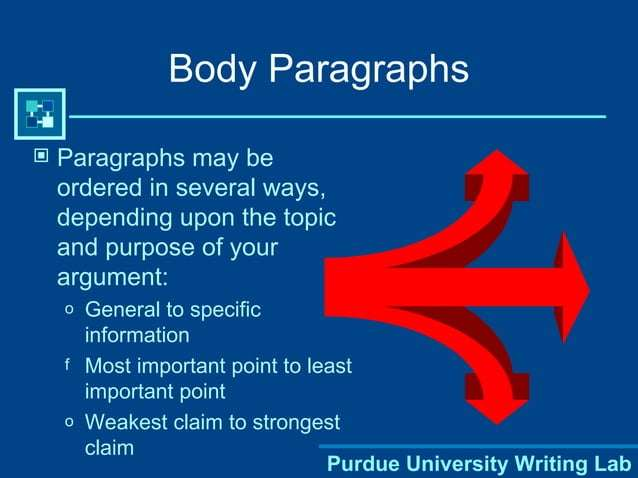 Body Paragraphs
Paragraphs may be
ordered in several ways,
depending upon the topic
and purpose of your
argument:
o General to specific
information
f Most important point to least
important point
o Weakest claim to strongest
claim
Purdue University Writing Lab